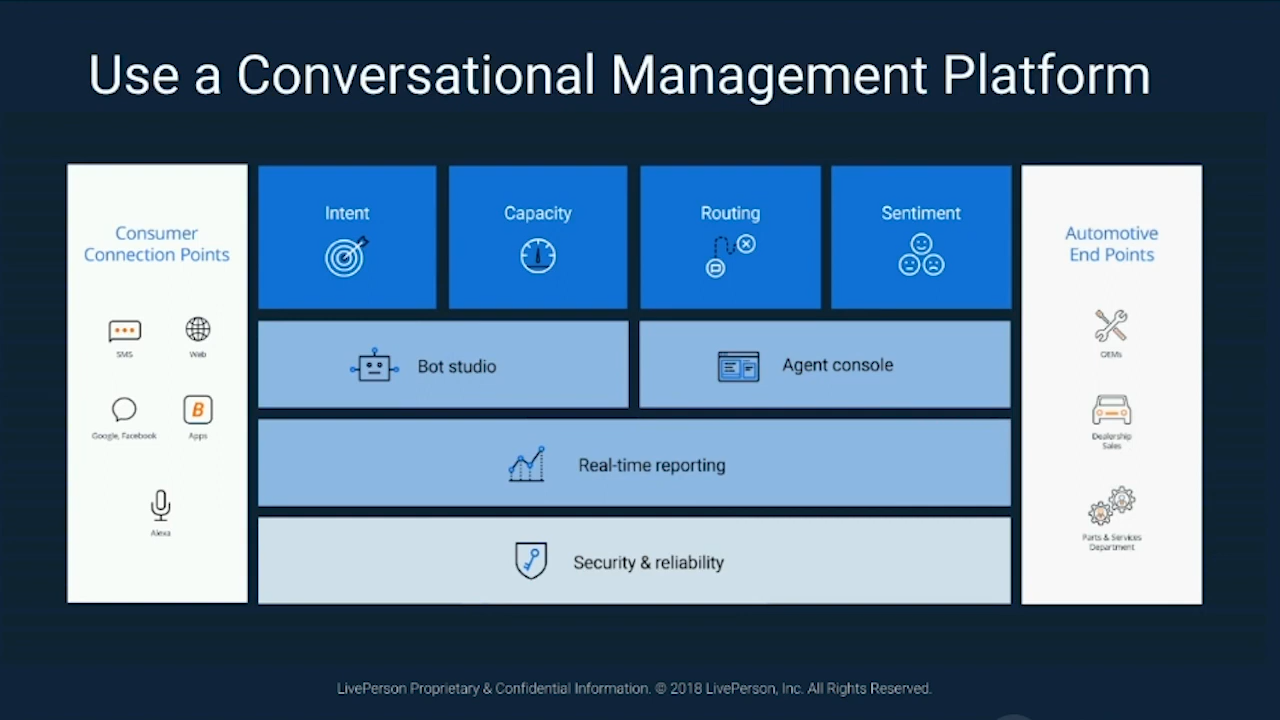 Use a Conversational Management Platform
Consumer
Connection Points
SMS
Web
Google, Facebook
Apps
B
Alexa
Intent
Capacity
Routing
Sentiment
Bot studio
Agent console
Real-time reporting
Security & reliability
Automotive
End Points
OEMs
Dealership
Sales
Parts & Services
Department
LivePerson Proprietary & Confidential Information. © 2018 LivePerson, Inc. All Rights Reserved.